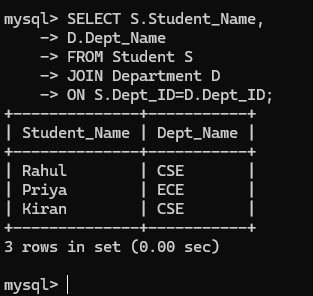 mysql> SELECT S.Student_Name,
    -> D.Dept_Name
    -> FROM Student S
    -> JOIN Department D
    -> ON S.Dept_ID=D.Dept_ID;
+--------------+-----------+
| Student_Name | Dept_Name |
+--------------+-----------+
| Rahul        | CSE       |
| Priya        | ECE       |
| Kiran        | CSE       |
+--------------+-----------+
3 rows in set (0.00 sec)
mysql>